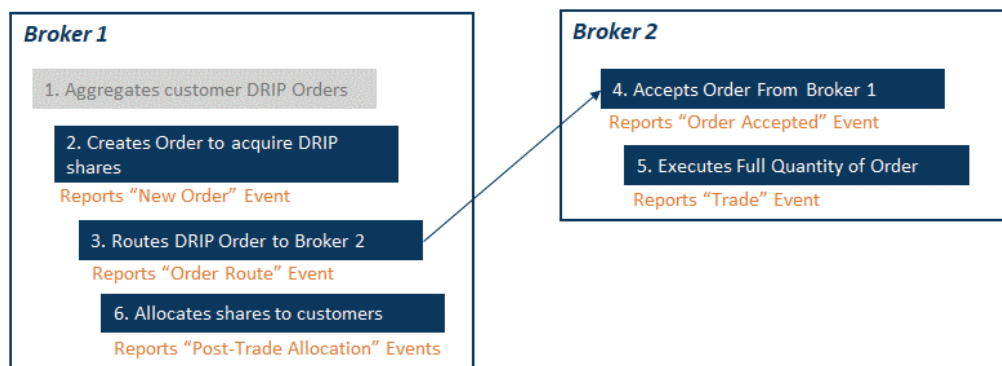 Broker 1
1. Aggregates customer DRIP Orders
2. Creates Order to acquire DRIP
shares
Reports “New Order” Event
3. Routes DRIP Order to Broker 2
Reports “Order Route” Event
6. Allocates shares to customers
Reports “Post-Trade Allocation” Events
Broker 2
4. Accepts Order From Broker 1
Reports “Order Accepted” Event
5. Executes Full Quantity of Order
Reports “Trade” Event